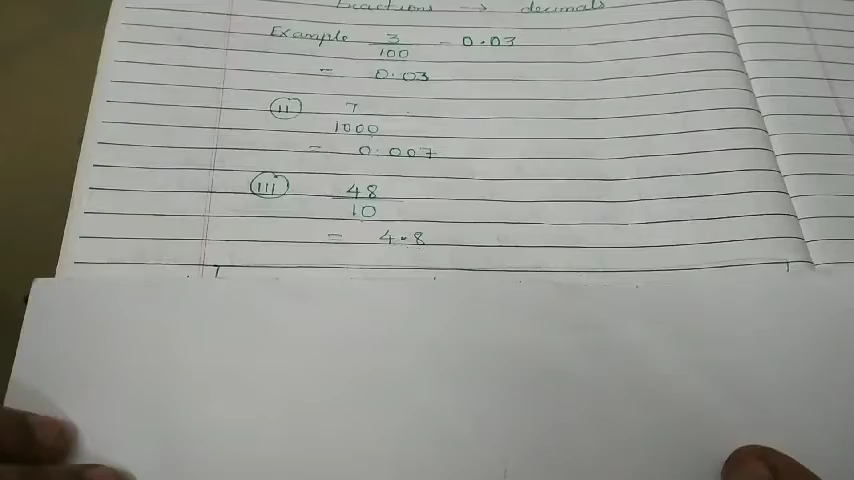 Fractions → decimals
Example 3/100 - 0.03
= 0.03
(ii) 7/1000
= 0.007
(iii) 48/10
= 4.8